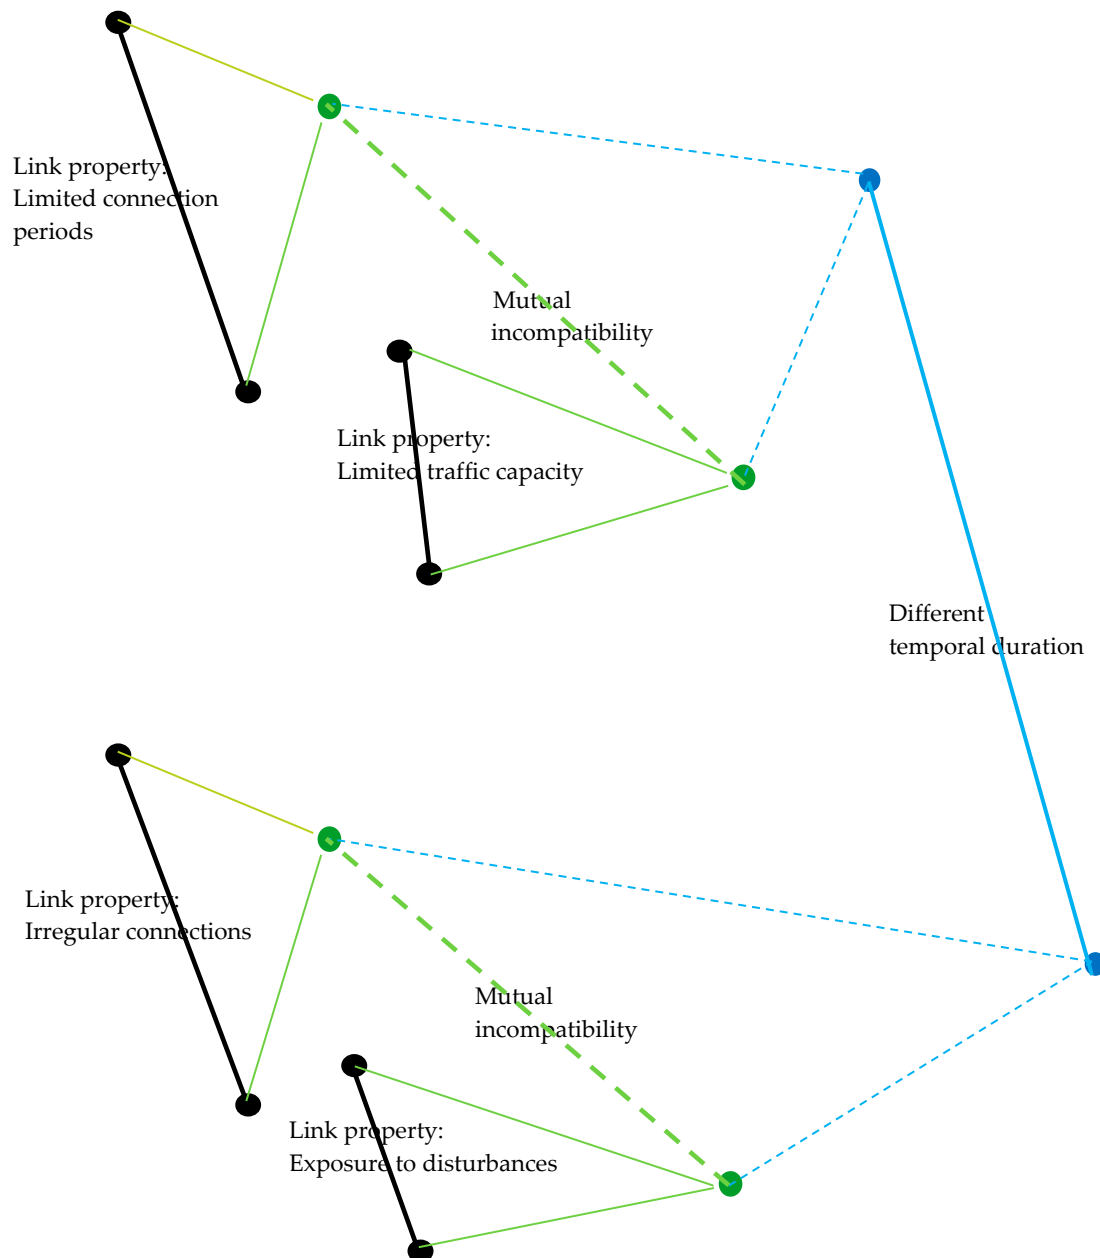 Link property:
Limited connection
periods
Mutual
incompatibility
Link property:
Limited traffic capacity
Different
temporal duration
Link property:
Irregular connections
Mutual
incompatibility
Link property:
Exposure to disturbances